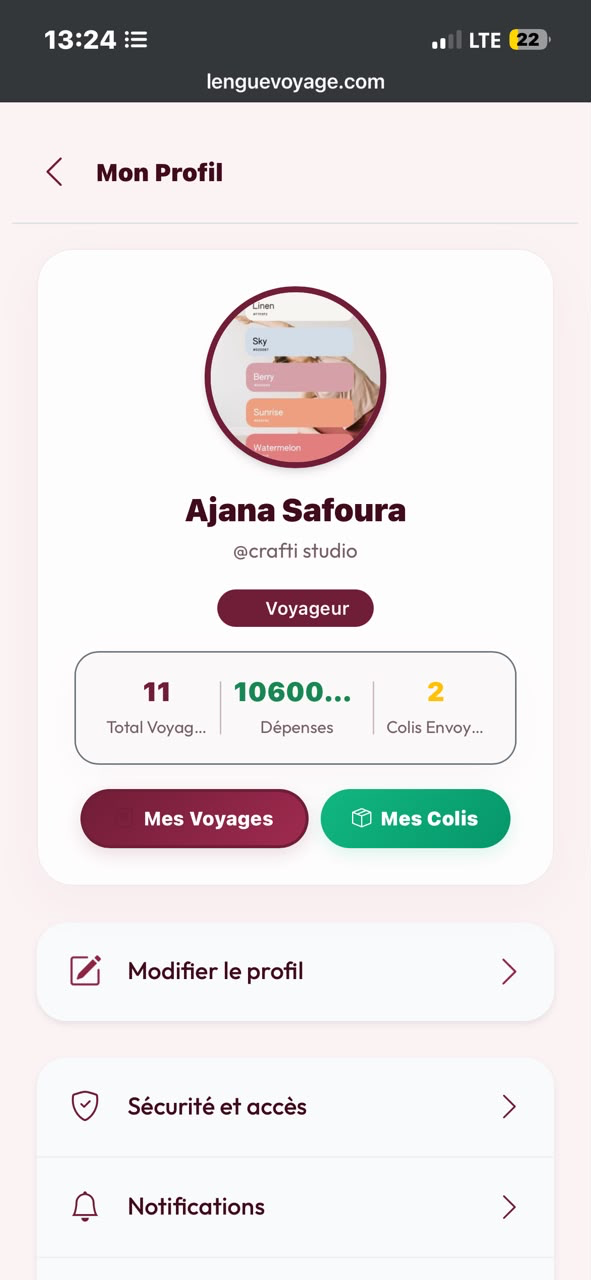 13:24
LTE 22
lenguevoyage.com
Mon Profil
Linen
Sky
Berry
Sunrise
Watermelon
Ajana Safoura
@crafti studio
Voyageur
11 10600... 2
Total Voyag... Dépenses Colis Envoy...
Mes Voyages Mes Colis
Modifier le profil
Sécurité et accès
Notifications